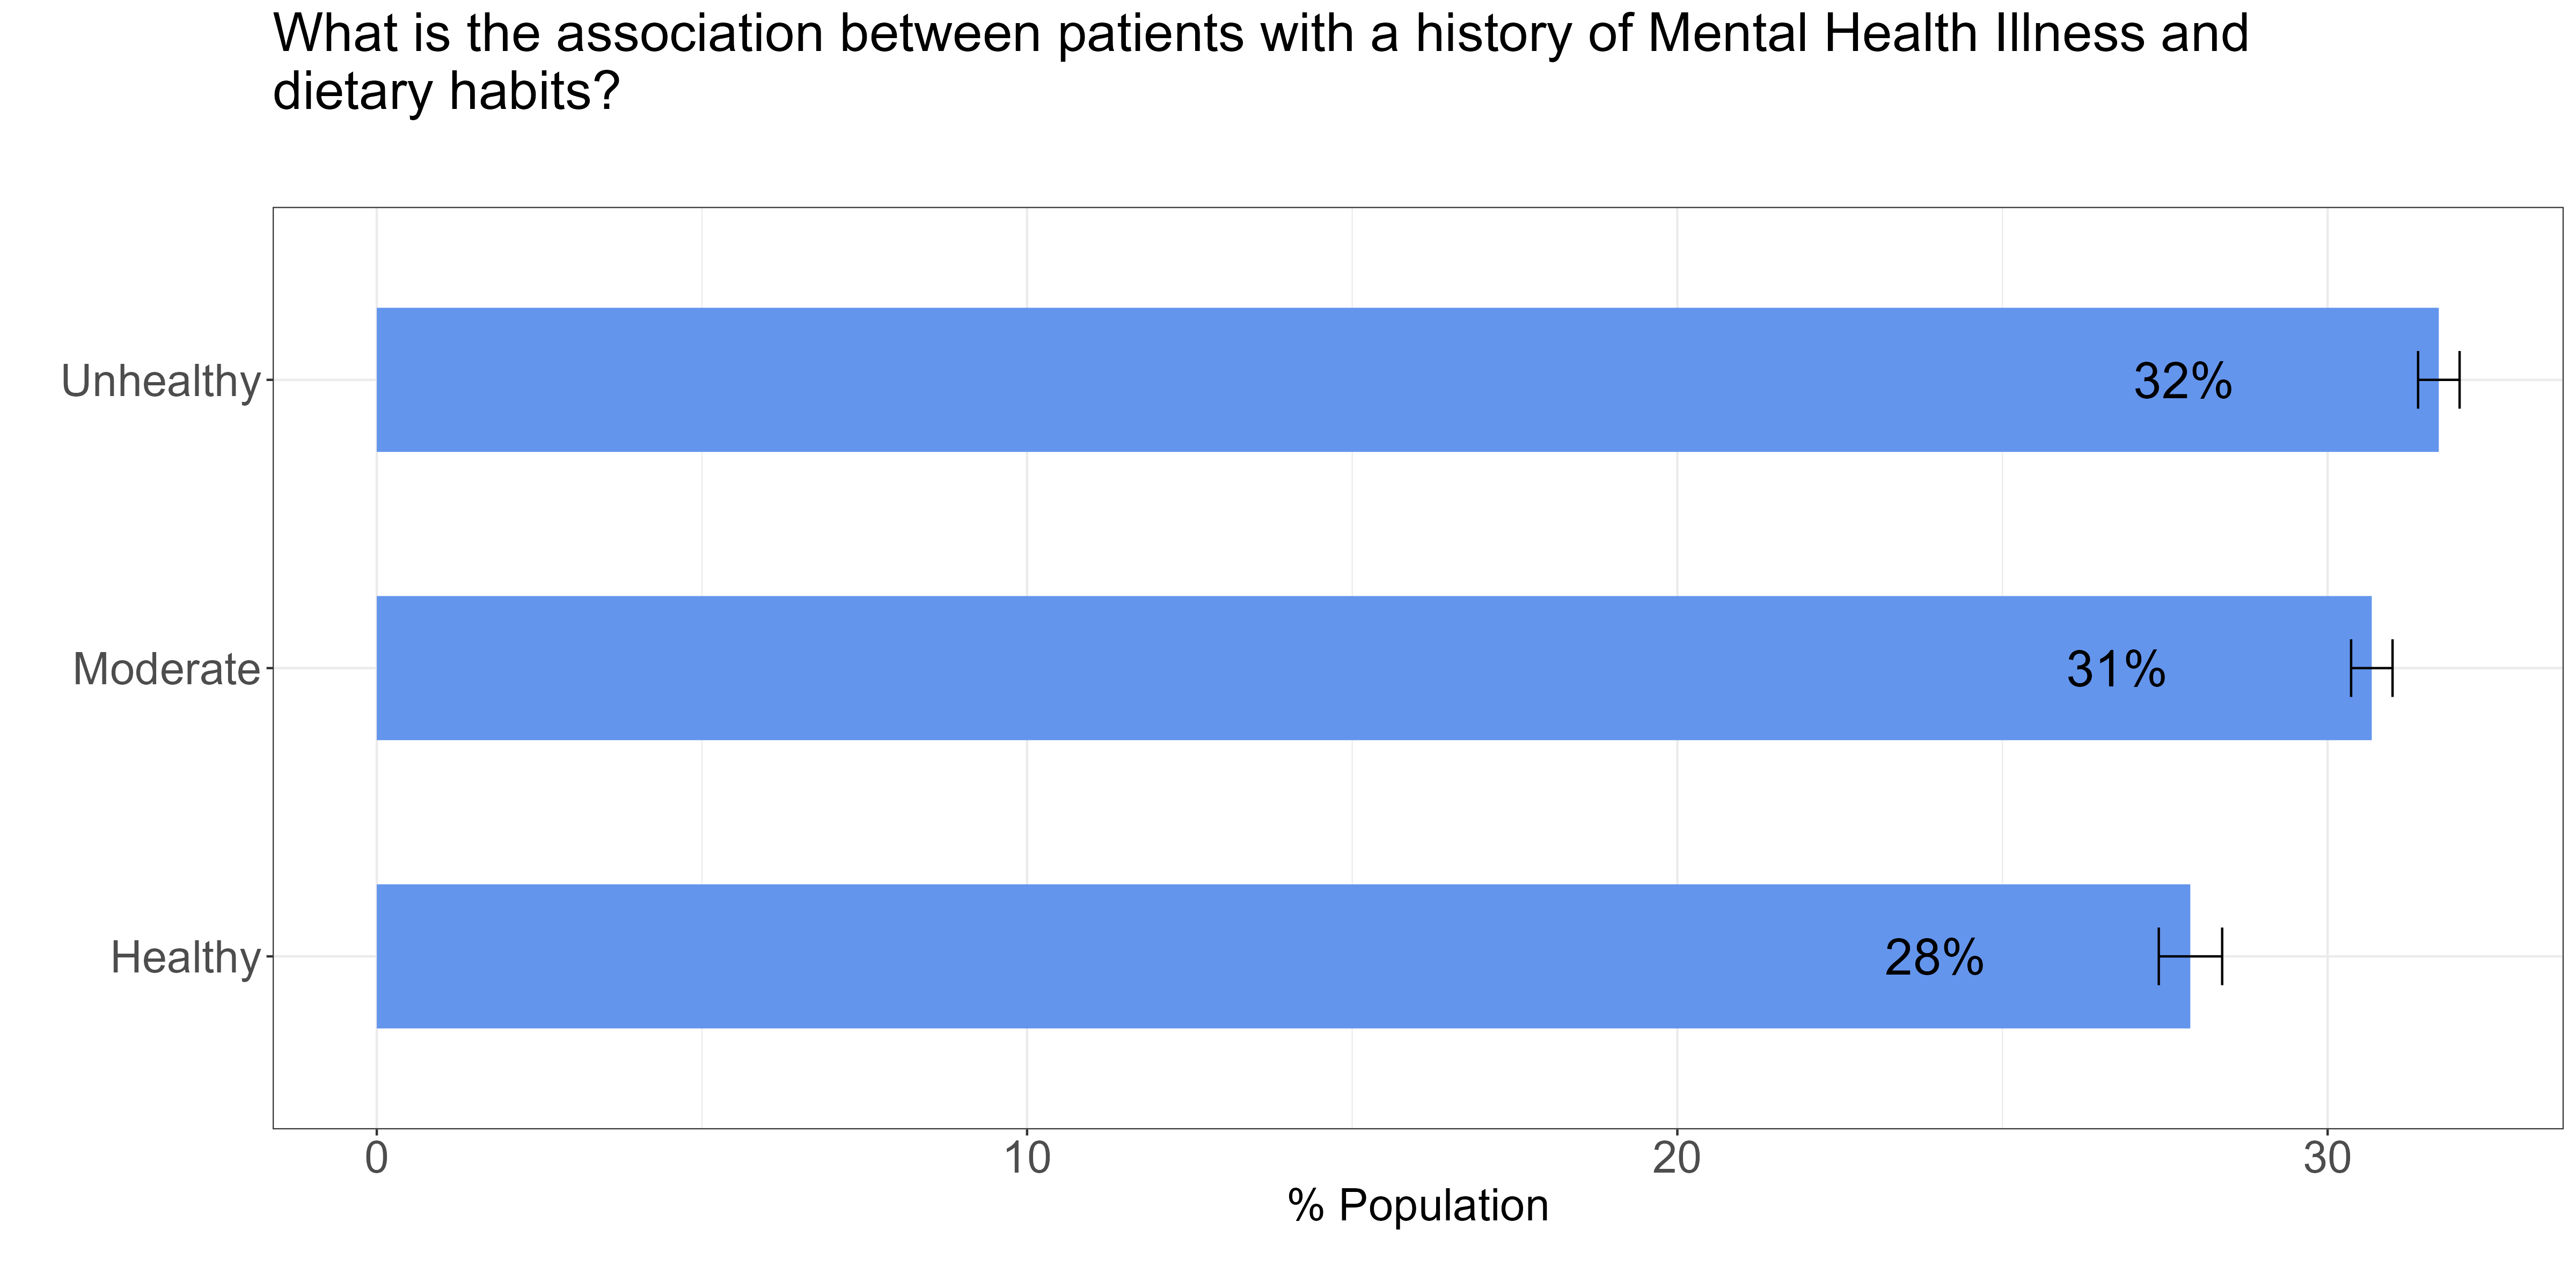 What is the association between patients with a history of Mental Health Illness and
dietary habits?
Unhealthy
32%
Moderate
31%
Healthy
28%
0 10 20 30
% Population